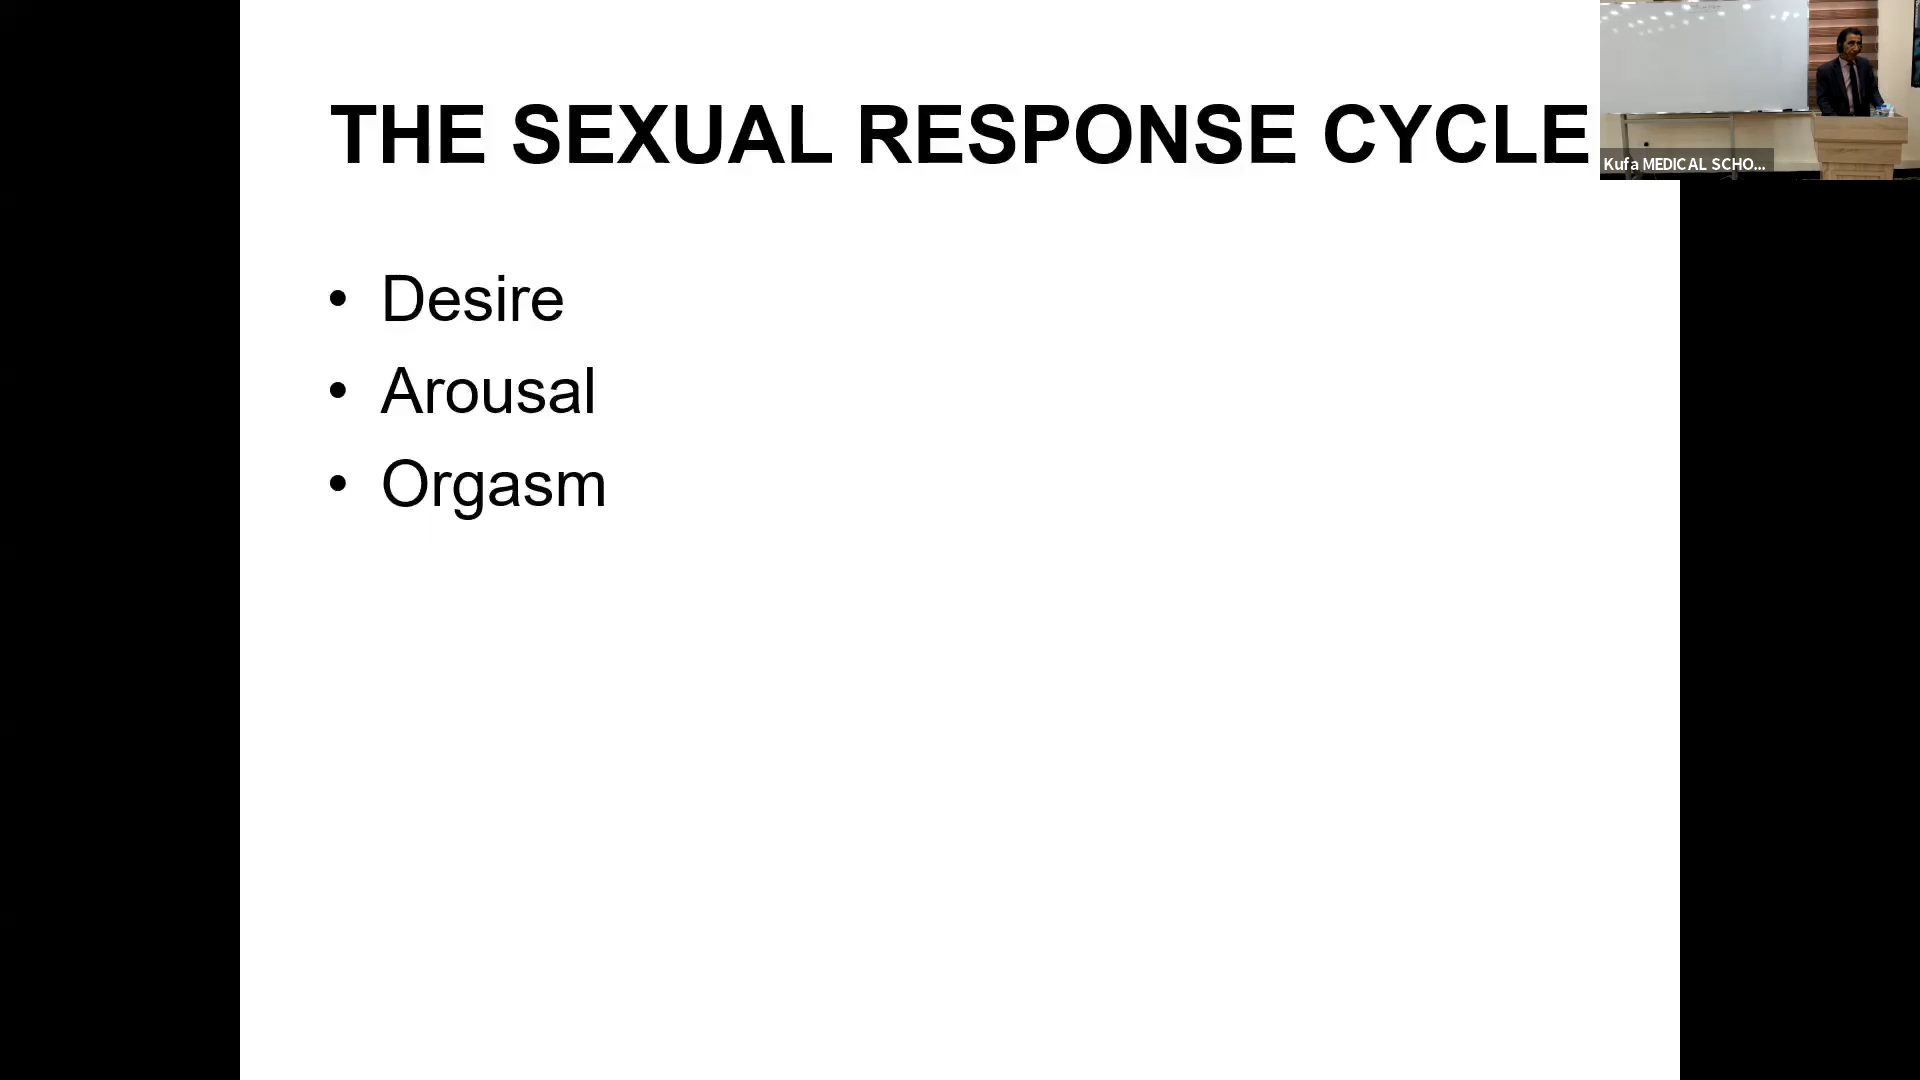 THE SEXUAL RESPONSE CYCLE
Kufa MEDICAL SCHO...
• Desire
• Arousal
• Orgasm